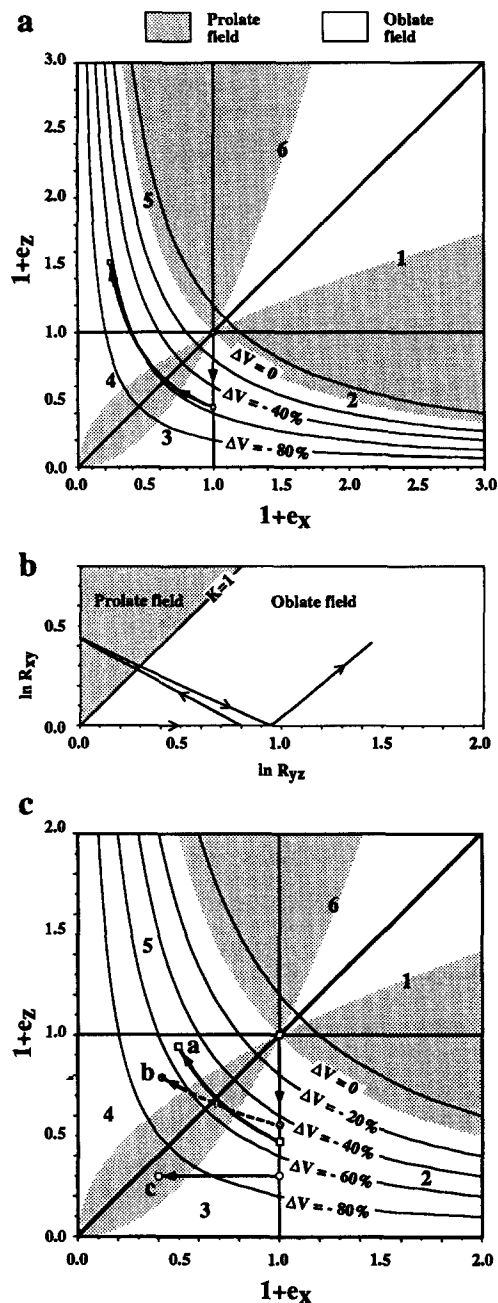 a
Prolate field
Oblate field
3.0
2.5
2.0
1.5
1.0
0.5
0.0
1+eZ
6
5
1
4
2
3
ΔV = 0
ΔV = - 40%
ΔV = - 80%
0.0 0.5 1.0 1.5 2.0 2.5 3.0
1+eX
b
Prolate field
K=1
Oblate field
0.5
0.0
ln Rxy
0.0 0.5 1.0 1.5 2.0
ln Ryz
c
2.0
1.5
1.0
0.5
0.0
1+eZ
6
5
1
a
b
4
c
3
2
ΔV = 0
ΔV = - 20%
ΔV = - 40%
ΔV = - 60%
ΔV = - 80%
0.0 0.5 1.0 1.5 2.0
1+eX